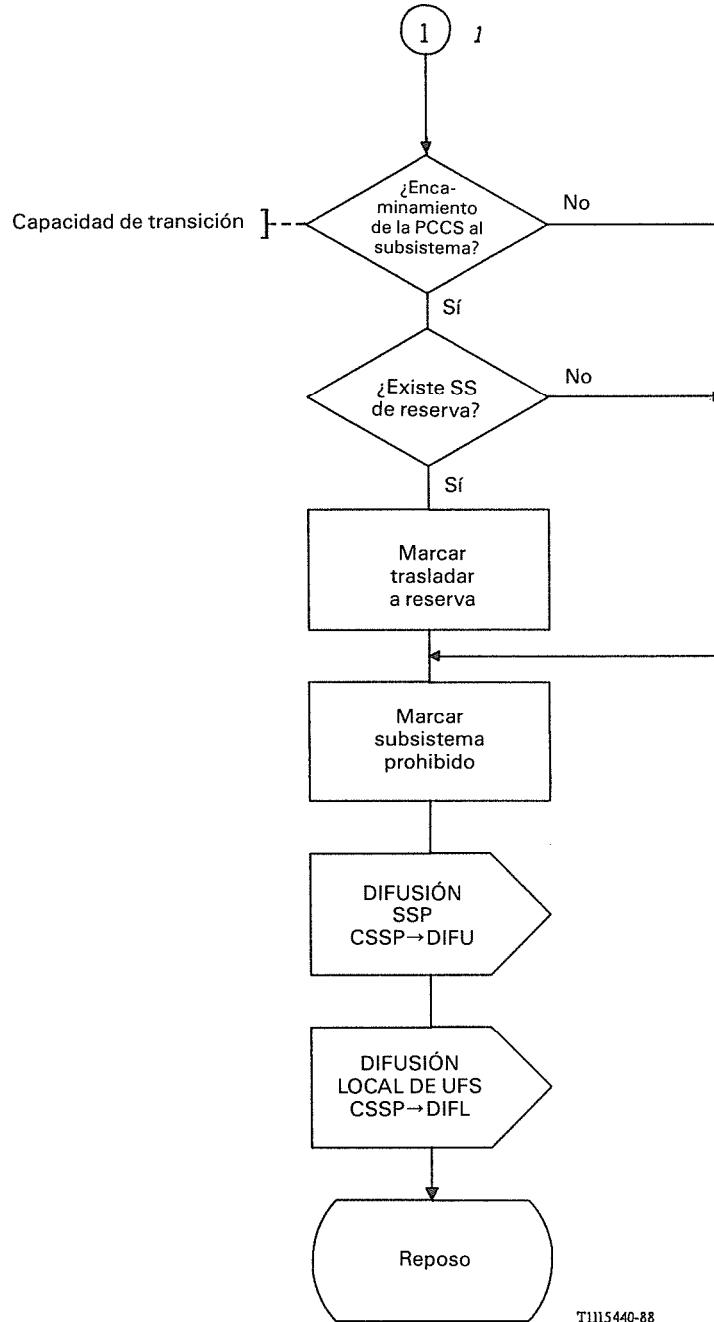 1 1
¿Enca-
minamiento
de la PCCS al
subsistema?
No
Capacidad de transición
Sí
¿Existe SS
de reserva?
No
Sí
Marcar
trasladar
a reserva
Marcar
subsistema
prohibido
DIFUSIÓN
SSP
CSSP→DIFU
DIFUSIÓN
LOCAL DE UFS
CSSP→DIFL
Reposo
T1115440-88